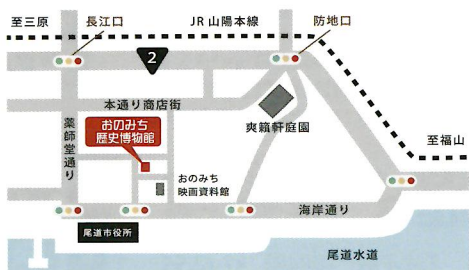 至三原
長江口
JR山陽本線
防地口
2
本通り商店街
爽籟軒庭園
薬師堂通り
おのみち
歴史博物館
至福山
おのみち
映画資料館
海岸通り
尾道市役所
尾道水道